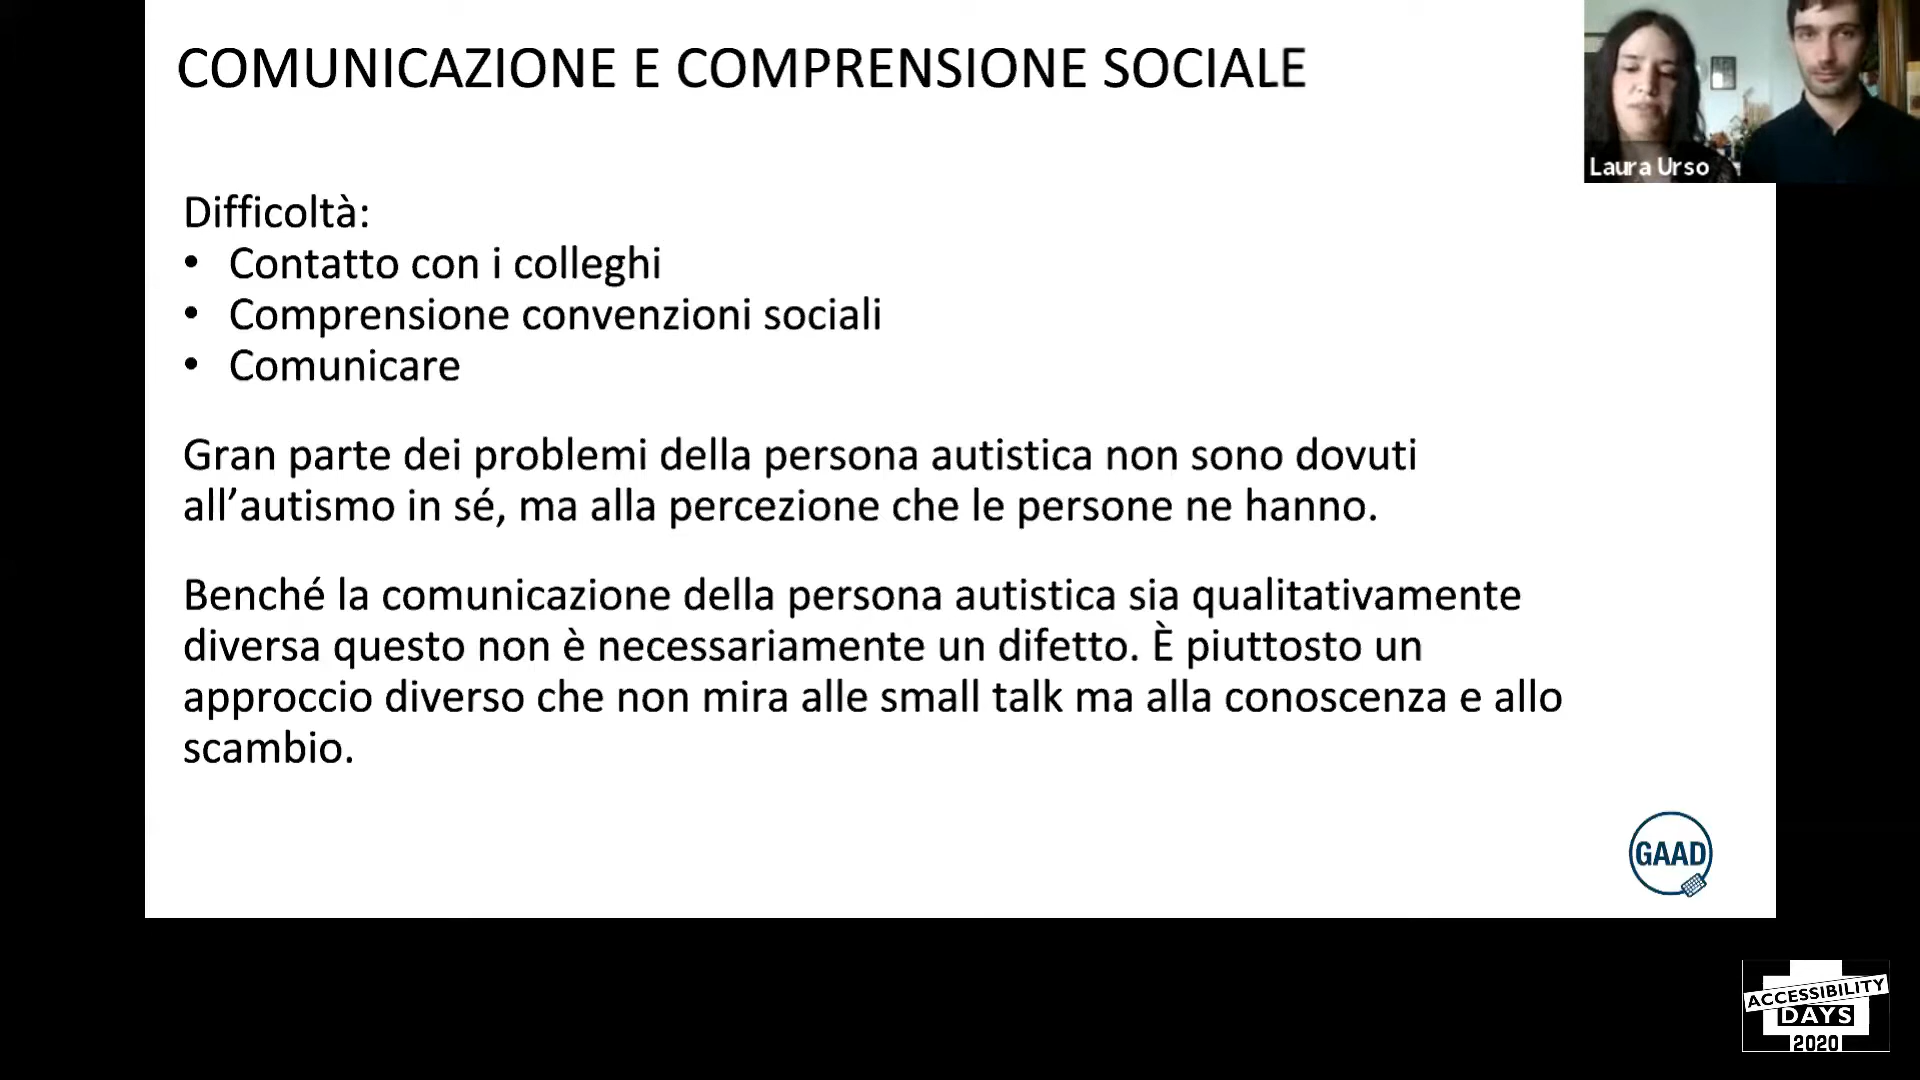 COMUNICAZIONE E COMPRENSIONE SOCIALE
Laura Urso
Difficoltà:
• Contatto con i colleghi
• Comprensione convenzioni sociali
• Comunicare
Gran parte dei problemi della persona autistica non sono dovuti
all’autismo in sé, ma alla percezione che le persone ne hanno.
Benché la comunicazione della persona autistica sia qualitativamente
diversa questo non è necessariamente un difetto. È piuttosto un
approccio diverso che non mira alle small talk ma alla conoscenza e allo
scambio.
GAAD
ACCESSIBILITY
DAYS
2020